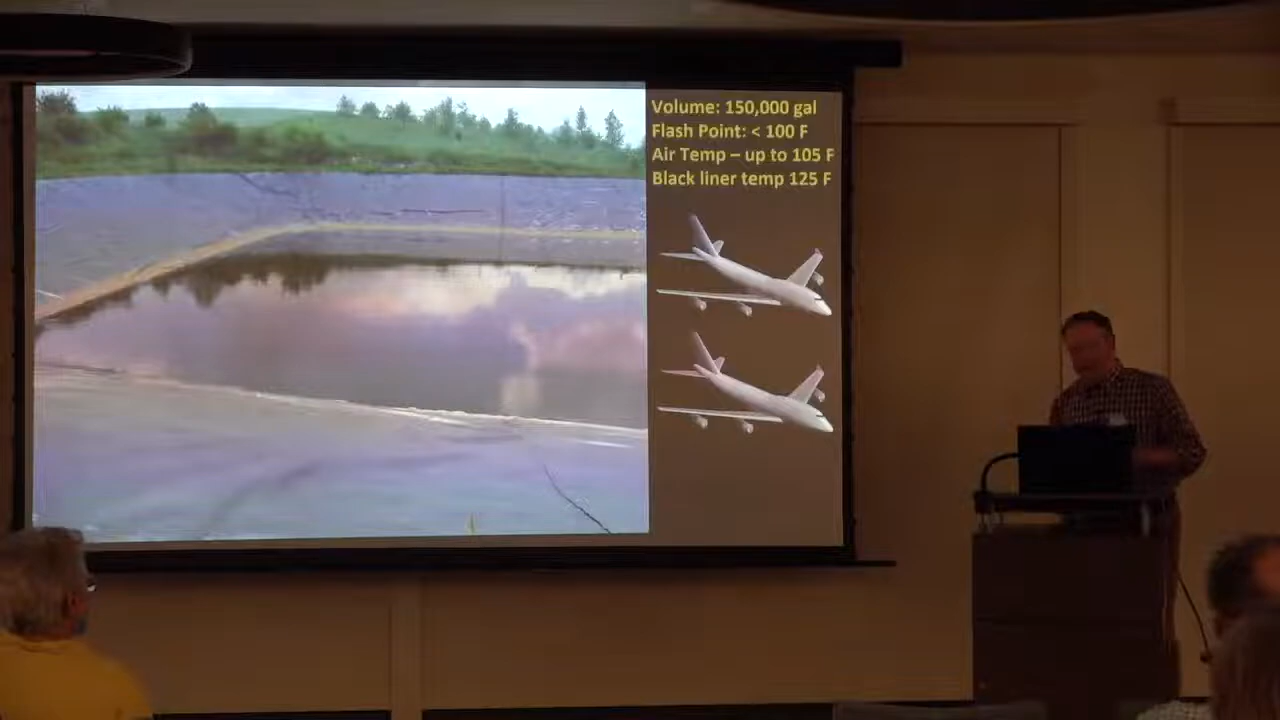 Volume: 150,000 gal
Flash Point: < 100 F
Air Temp – up to 105 F
Black liner temp 125 F